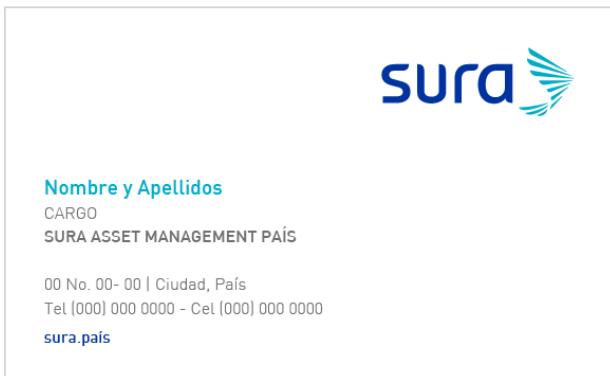 sura
Nombre y Apellidos
CARGO
SURA ASSET MANAGEMENT PAÍS
00 No. 00- 00 | Ciudad, País
Tel (000) 000 0000 - Cel (000) 000 0000
sura.país